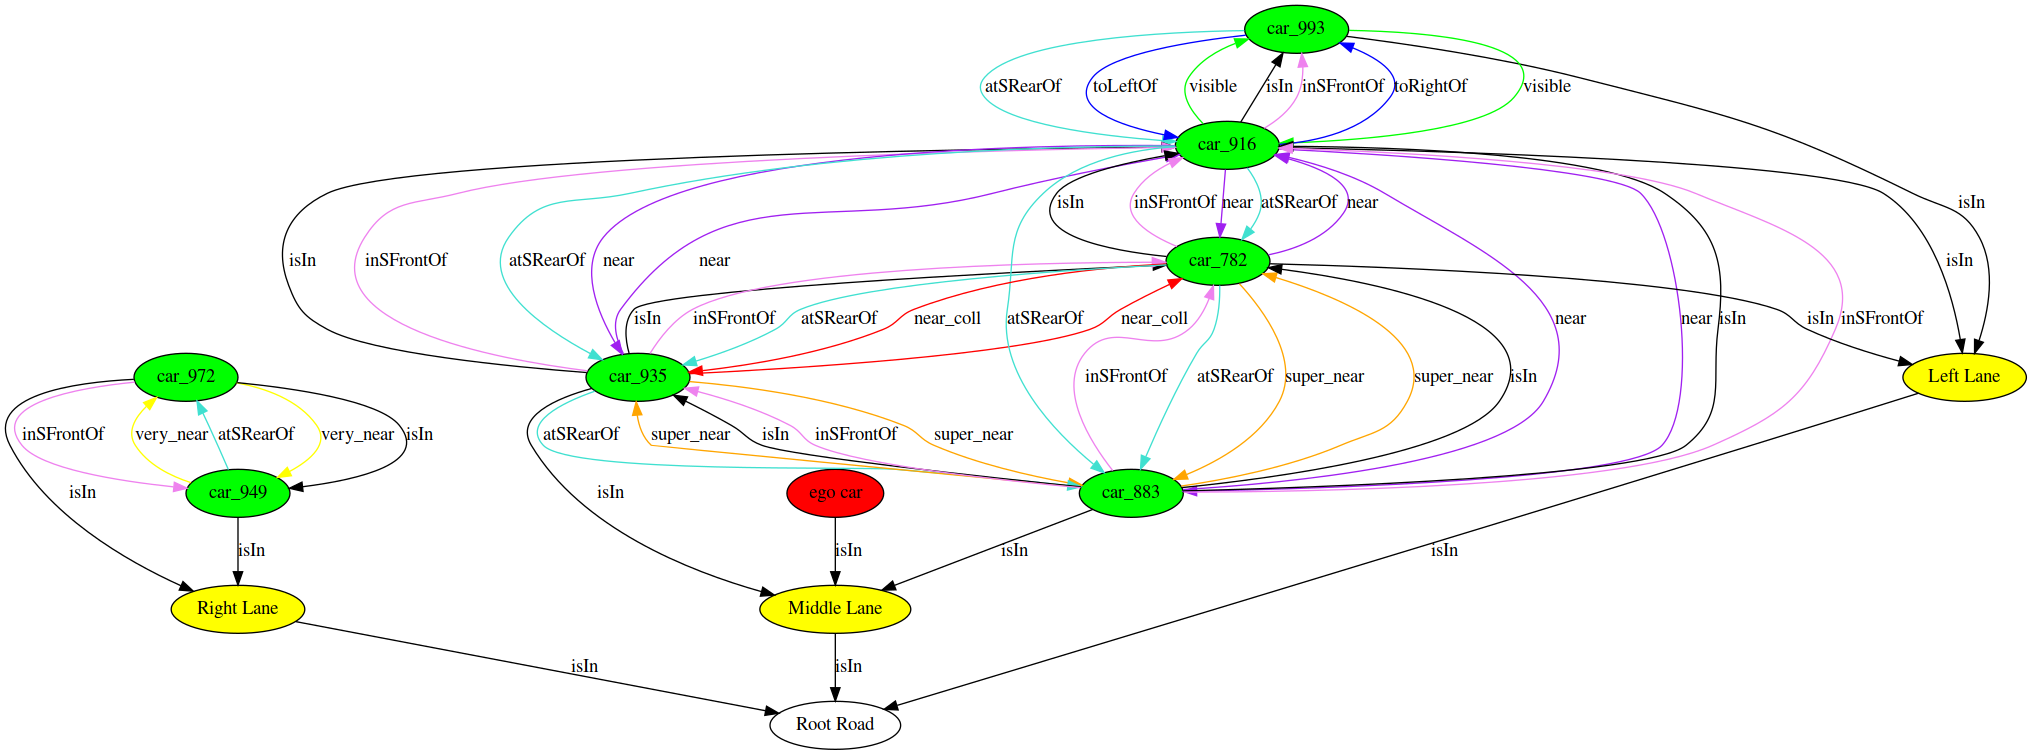 car_993
atSRearOf
toLeftOf
visible
isIn
inSFrontOf
toRightOf
visible
car_916
isIn
inSFrontOf
near
atSRearOf
near
isIn
isIn
inSFrontOf
atSRearOf
near
near
car_782
isIn
isIn
inSFrontOf
atSRearOf
near_coll
near_coll
atSRearOf
near
near
isIn
isIn
inSFrontOf
car_972
car_935
inSFrontOf
atSRearOf
super_near
super_near
isIn
Left Lane
inSFrontOf
very_near
atSRearOf
very_near
isIn
atSRearOf
super_near
isIn
inSFrontOf
super_near
isIn
car_949
isIn
ego car
car_883
isIn
isIn
isIn
isIn
Right Lane
Middle Lane
isIn
isIn
Root Road